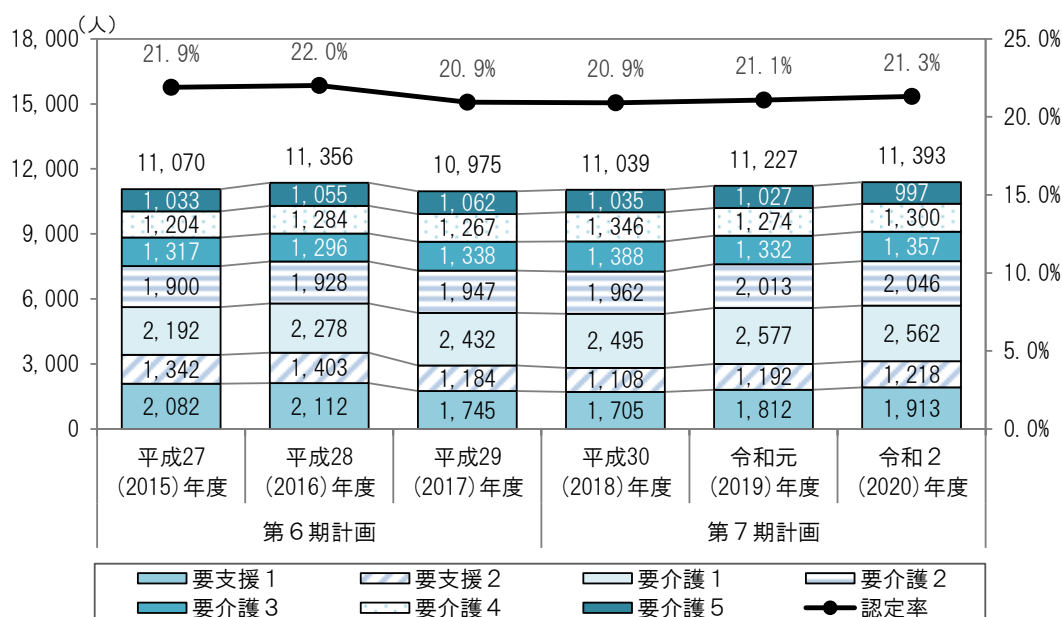 (人)
18,000 25.0%
21.9% 22.0% 20.9% 20.9% 21.1% 21.3%
15,000 20.0%
11,070 11,356 10,975 11,039 11,227 11,393
12,000 15.0%
1,033 1,055 1,062 1,035 1,027 997
1,204 1,284 1,267 1,346 1,274 1,300
9,000 10.0%
1,317 1,296 1,338 1,388 1,332 1,357
1,900 1,928 1,947 1,962 2,013 2,046
6,000
2,192 2,278 2,432 2,495 2,577 2,562
3,000 5.0%
1,342 1,403 1,184 1,108 1,192 1,218
2,082 2,112 1,745 1,705 1,812 1,913
0 0.0%
平成27 平成28 平成29 平成30 令和元 令和2
(2015)年度 (2016)年度 (2017)年度 (2018)年度 (2019)年度 (2020)年度
第6期計画 第7期計画
要支援1 要支援2 要介護1 要介護2
要介護3 要介護4 要介護5 認定率